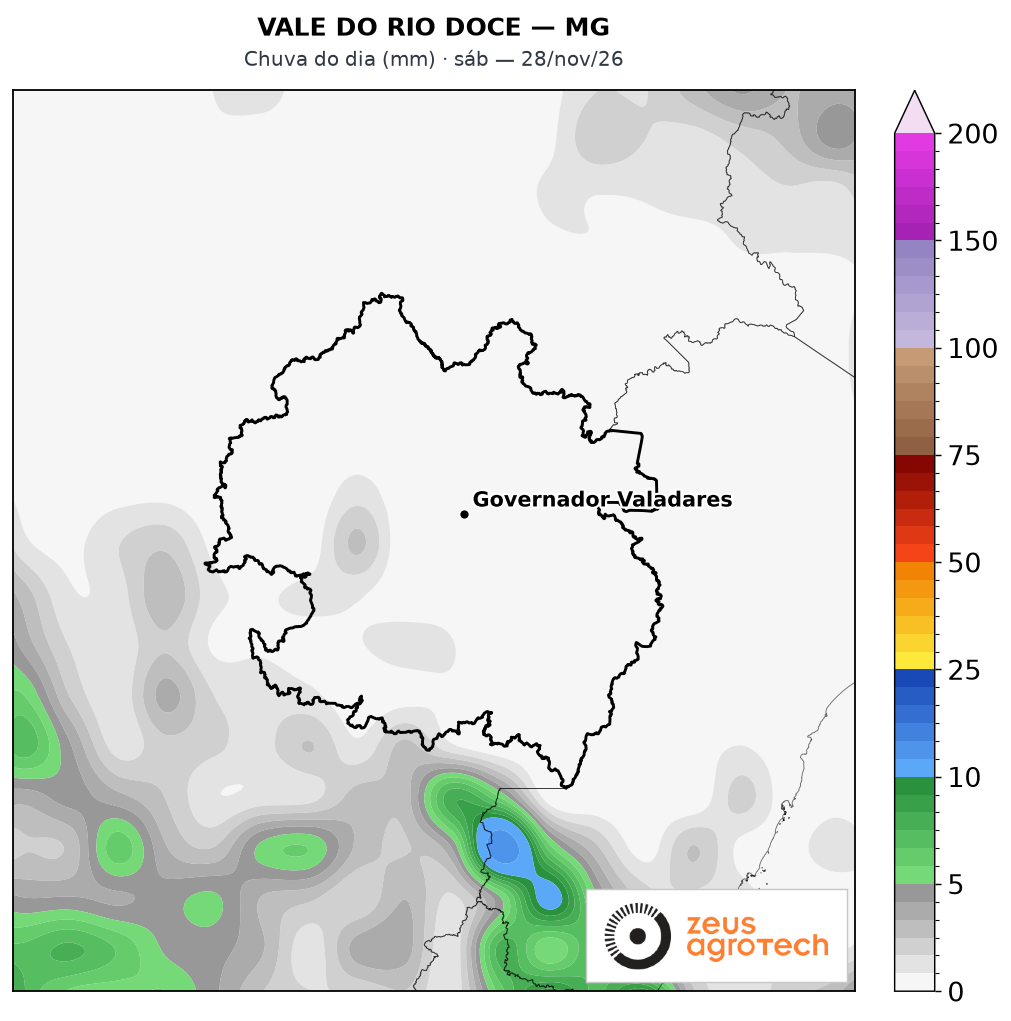 VALE DO RIO DOCE — MG
Chuva do dia (mm) · sáb — 28/nov/26
200
150
100
75
50
25
10
5
0
Governador Valadares
zeus
agrotech